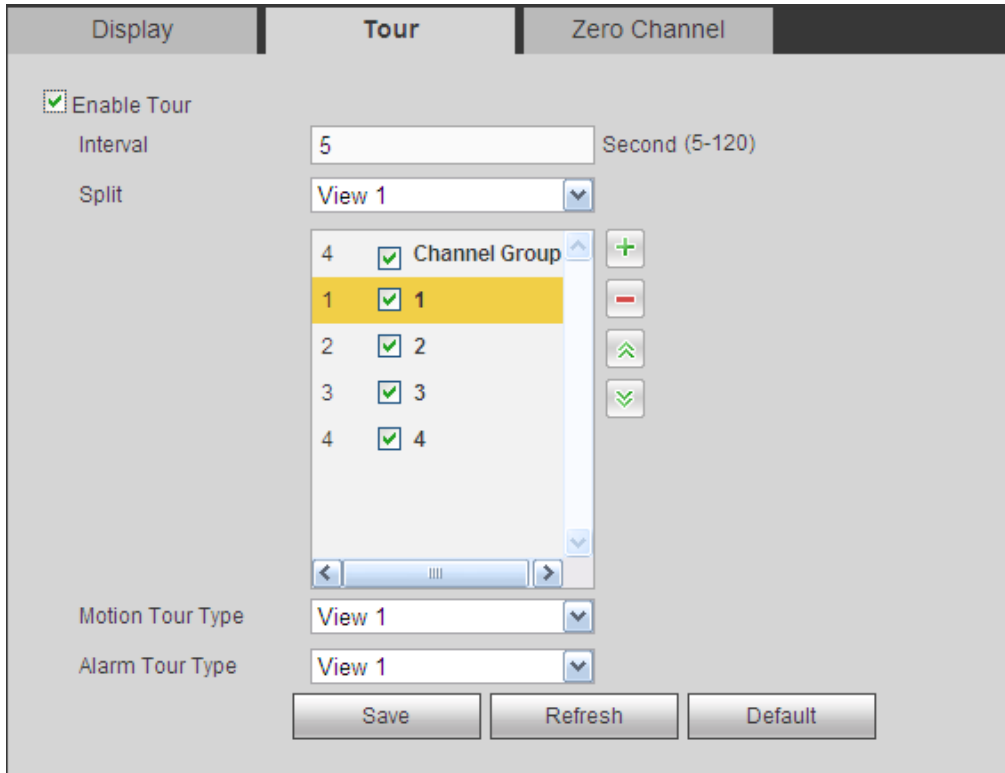 Display Tour Zero Channel
Enable Tour
Interval 5 Second (5-120)
Split View 1
4 Channel Group
1 1
2 2
3 3
4 4
Motion Tour Type View 1
Alarm Tour Type View 1
Save Refresh Default